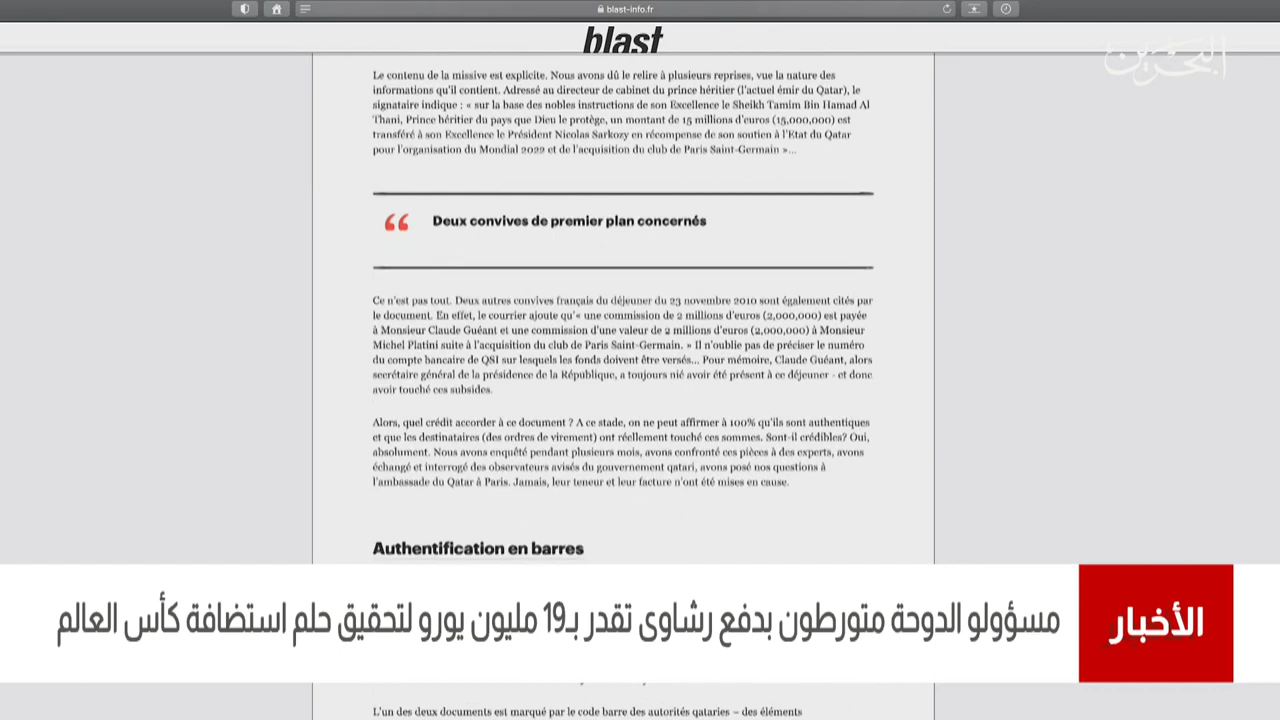 blast-info.fr
blast
البحرين
Le contenu de la missive est explicite. Nous avons dû le relire à plusieurs reprises, vue la nature des
informations qu'il contient. Adressé au directeur de cabinet du prince héritier (l'actuel émir du Qatar), le
signataire indique : « sur la base des nobles instructions de son Excellence le Sheikh Tamim Bin Hamad Al
Thani, Prince héritier du pays que Dieu le protège, un montant de 15 millions d'euros (15,000,000) est
transféré à son Excellence le Président Nicolas Sarkozy en récompense de son soutien à l'Etat du Qatar
pour l'organisation du Mondial 2022 et de l'acquisition du club de Paris Saint-Germain »...
“ Deux convives de premier plan concernés
Ce n'est pas tout. Deux autres convives français du déjeuner du 23 novembre 2010 sont également cités par
le document. En effet, le courrier ajoute qu'« une commission de 2 millions d'euros (2,000,000) est payée
à Monsieur Claude Guéant et une commission d'une valeur de 2 millions d'euros (2,000,000) à Monsieur
Michel Platini suite à l'acquisition du club de Paris Saint-Germain. » Il n'oublie pas de préciser le numéro
du compte bancaire de QSI sur lesquels les fonds doivent être versés... Pour mémoire, Claude Guéant, alors
secrétaire général de la présidence de la République, a toujours nié avoir été présent à ce déjeuner - et donc
avoir touché ces subsides.
Alors, quel crédit accorder à ce document ? A ce stade, on ne peut affirmer à 100% qu'ils sont authentiques
et que les destinataires (des ordres de virement) ont réellement touché ces sommes. Sont-il crédibles? Oui,
absolument. Nous avons enquêté pendant plusieurs mois, avons confronté ces pièces à des experts, avons
échangé et interrogé des observateurs avisés du gouvernement qatari, avons posé nos questions à
l'ambassade du Qatar à Paris. Jamais, leur teneur et leur facture n'ont été mises en cause.
Authentification en barres
الأخبار
مسؤولو الدوحة متورطون بدفع رشاوى تقدر بـ19 مليون يورو لتحقيق حلم استضافة كأس العالم
L'un des deux documents est marqué par le code barre des autorités qataries – des éléments